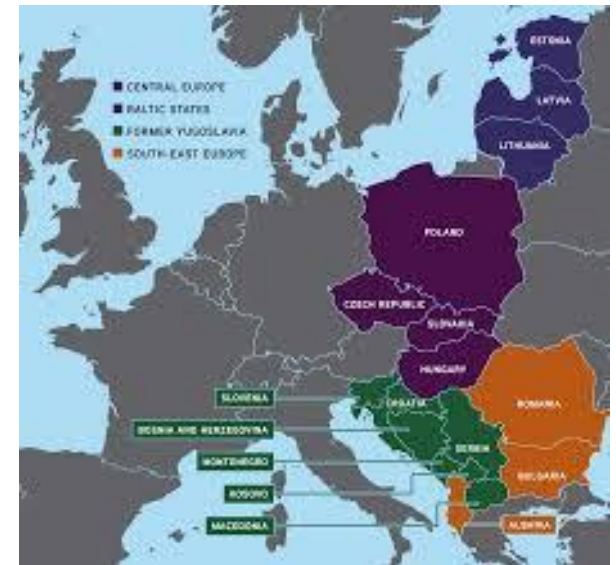 ESTONIA
CENTRAL EUROPE
BALTIC STATES
LATVIA
FORMER YUGOSLAVIA
LITHUANIA
SOUTH-EAST EUROPE
POLAND
CZECH REPUBLIC
SLOVAKIA
HUNGARY
SLOVENIA
CROATIA
ROMANIA
BOSNIA AND HERZEGOVINA
SERBIA
MONTENEGRO
BULGARIA
KOSOVO
MACEDONIA
ALBANIA